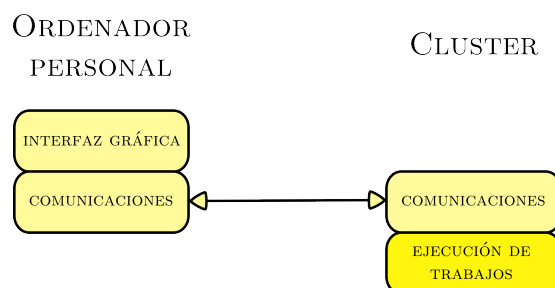 Ordenador
personal
Cluster
interfaz gráfica
comunicaciones
comunicaciones
ejecución de
trabajos